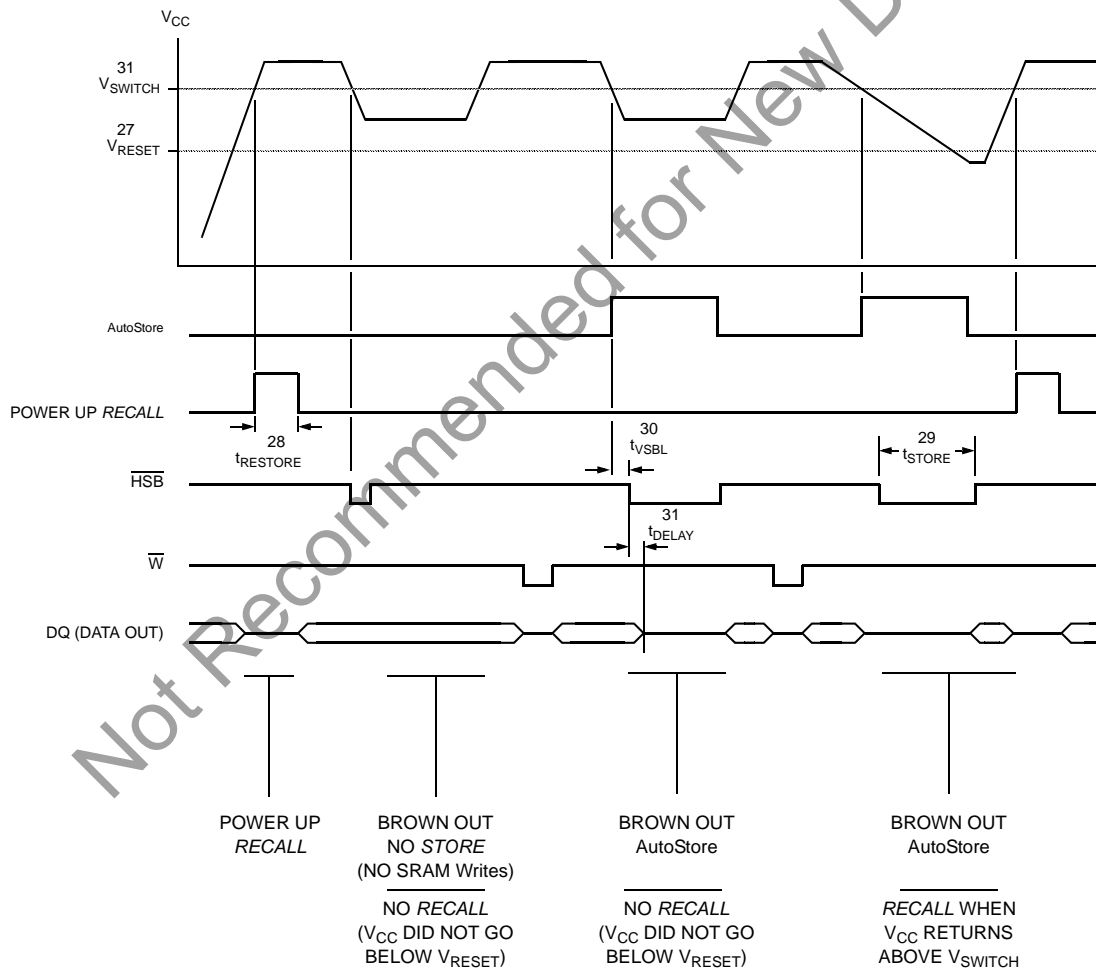 VCC
31
VSWITCH
27
VRESET
AutoStore
POWER UP RECALL
28
tRESTORE
30
tVSBL
29
tSTORE
HSB
31
tDELAY
W
DQ (DATA OUT)
POWER UP
RECALL
BROWN OUT
NO STORE
(NO SRAM Writes)
NO RECALL
(VCC DID NOT GO
BELOW VRESET)
BROWN OUT
AutoStore
NO RECALL
(VCC DID NOT GO
BELOW VRESET)
BROWN OUT
AutoStore
RECALL WHEN
VCC RETURNS
ABOVE VSWITCH
Not Recommended for New